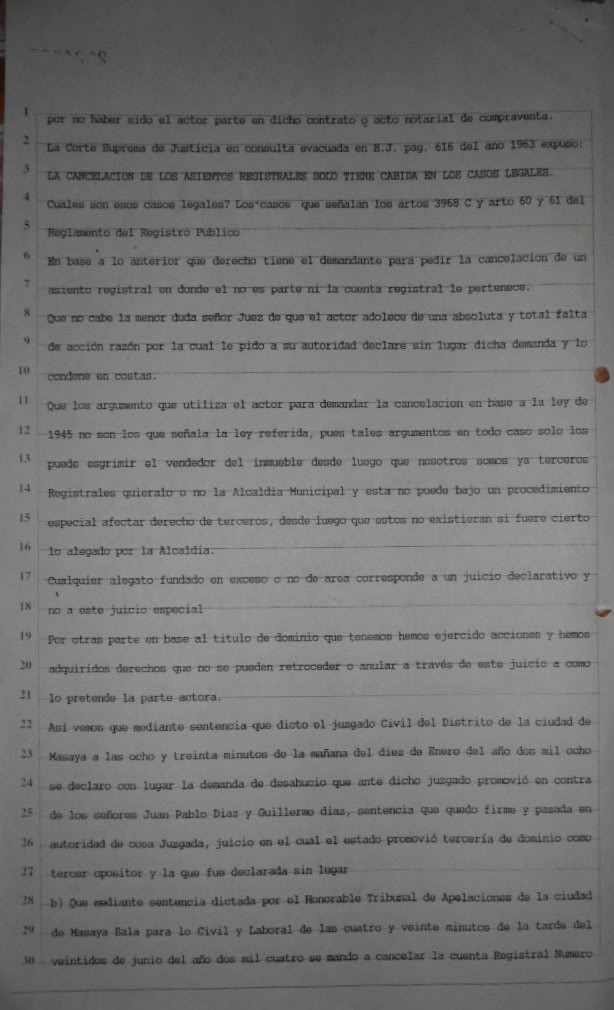 1 por no haber sido el actor parte en dicho contrato o acto notarial de compraventa.
2 La Corte Suprema de Justicia en consulta evacuada en B.J. pag. 616 del ano 1963 expuso:
3 LA CANCELACION DE LOS ASIENTOS REGISTRALES SOLO TIENE CABIDA EN LOS CASOS LEGALES.
4 Cuales son esos casos legales? Los casos que señalan los artos 3968 C y arto 60 y 61 del
5 Reglamento del Registro Publico
6 En base a lo anterior que derecho tiene el demandante para pedir la cancelacion de un
7 asiento registral en donde el no es parte ni la cuenta registral le pertenece.
8 Que no cabe la menor duda señor Juez de que el actor adolece de una absoluta y total falta
9 de acción razón por la cual le pido a su autoridad declare sin lugar dicha demanda y lo
10 condene en costas.
11 Que los argumento que utiliza el actor para demandar la cancelacion en base a la ley de
12 1945 no son los que señala la ley referida, pues tales argumentos en todo caso solo los
13 puede esgrimir el vendedor del inmueble desde luego que nosotros somos ya terceros
14 Registrales quieralo o no la Alcaldia Municipal y esta no puede bajo un procedimiento
15 especial afectar derecho de terceros, desde luego que estos no existieran si fuere cierto
16 lo alegado por la Alcaldia.
17 Cualquier alegato fundado en exceso o no de area corresponde a un juicio declarativo y
18 no a este juicio especial
19 Por otras parte en base al titulo de dominio que tenemos hemos ejercido acciones y hemos
20 adquiridos derechos que no se pueden retroceder o anular a través de este juicio a como
21 lo pretende la parte actora.
22 Asi vemos que mediante sentencia que dicto el juzgado Civil del Distrito de la ciudad de
23 Masaya a las ocho y treinta minutos de la mañana del diez de Enero del año dos mil ocho
24 se declaro con lugar la demanda de desahucio que ante dicho juzgado promovió en contra
25 de los señores Juan Pablo Diaz y Guillermo diaz, sentencia que quedo firme y pasada en
26 autoridad de cosa Juzgada, juicio en el cual el estado promovió tercería de dominio como
27 tercer opositor y la que fue declarada sin lugar
28 b) Que mediante sentencia dictada por el Honorable Tribunal de Apelaciones de la ciudad
29 de Masaya Sala para lo Civil y Laboral de las cuatro y veinte minutos de la tarde del
30 veintidos de junio del año dos mil cuatro se mando a cancelar la cuenta Registral Numero